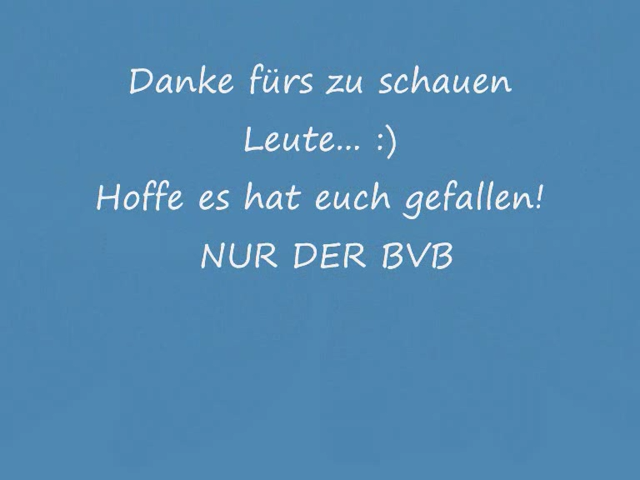 Danke fürs zu schauen
Leute... :)
Hoffe es hat euch gefallen!
NUR DER BVB